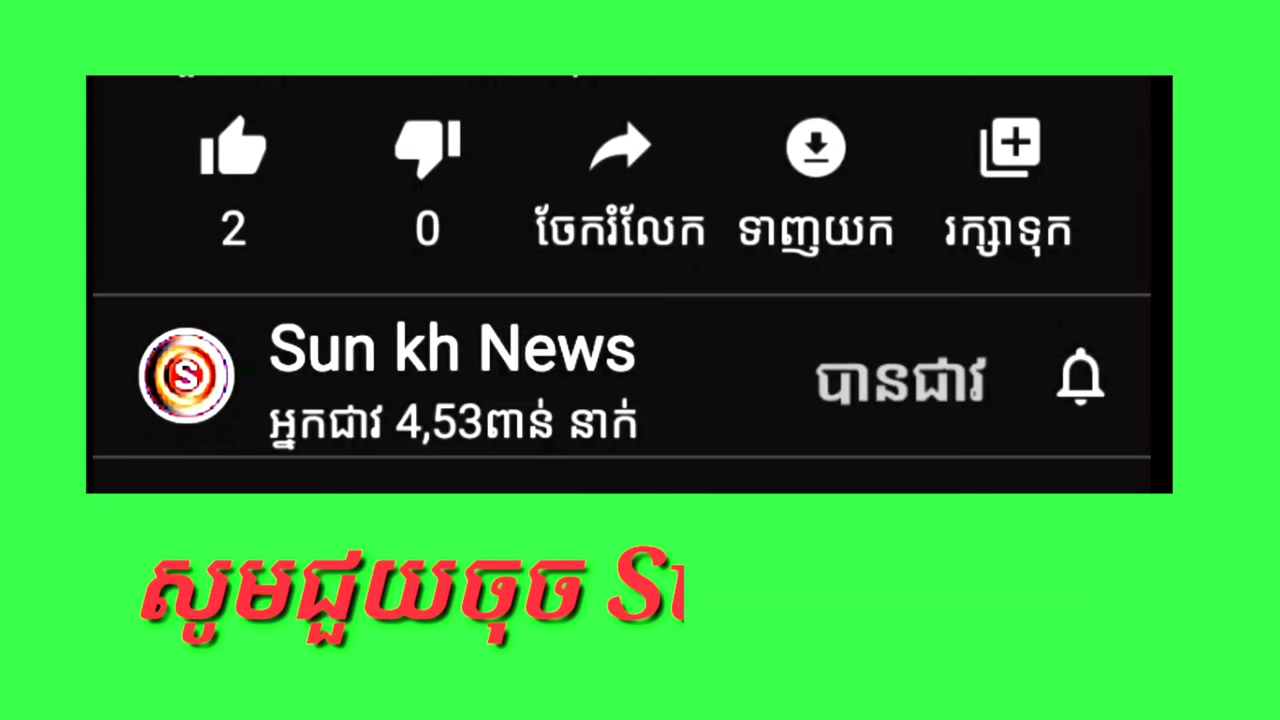 2 0 ចែករំលែក ទាញយក រក្សាទុក
S
Sun kh News
បានជាវ
អ្នកជាវ 4,53ពាន់ នាក់
សូមជួយចុច S